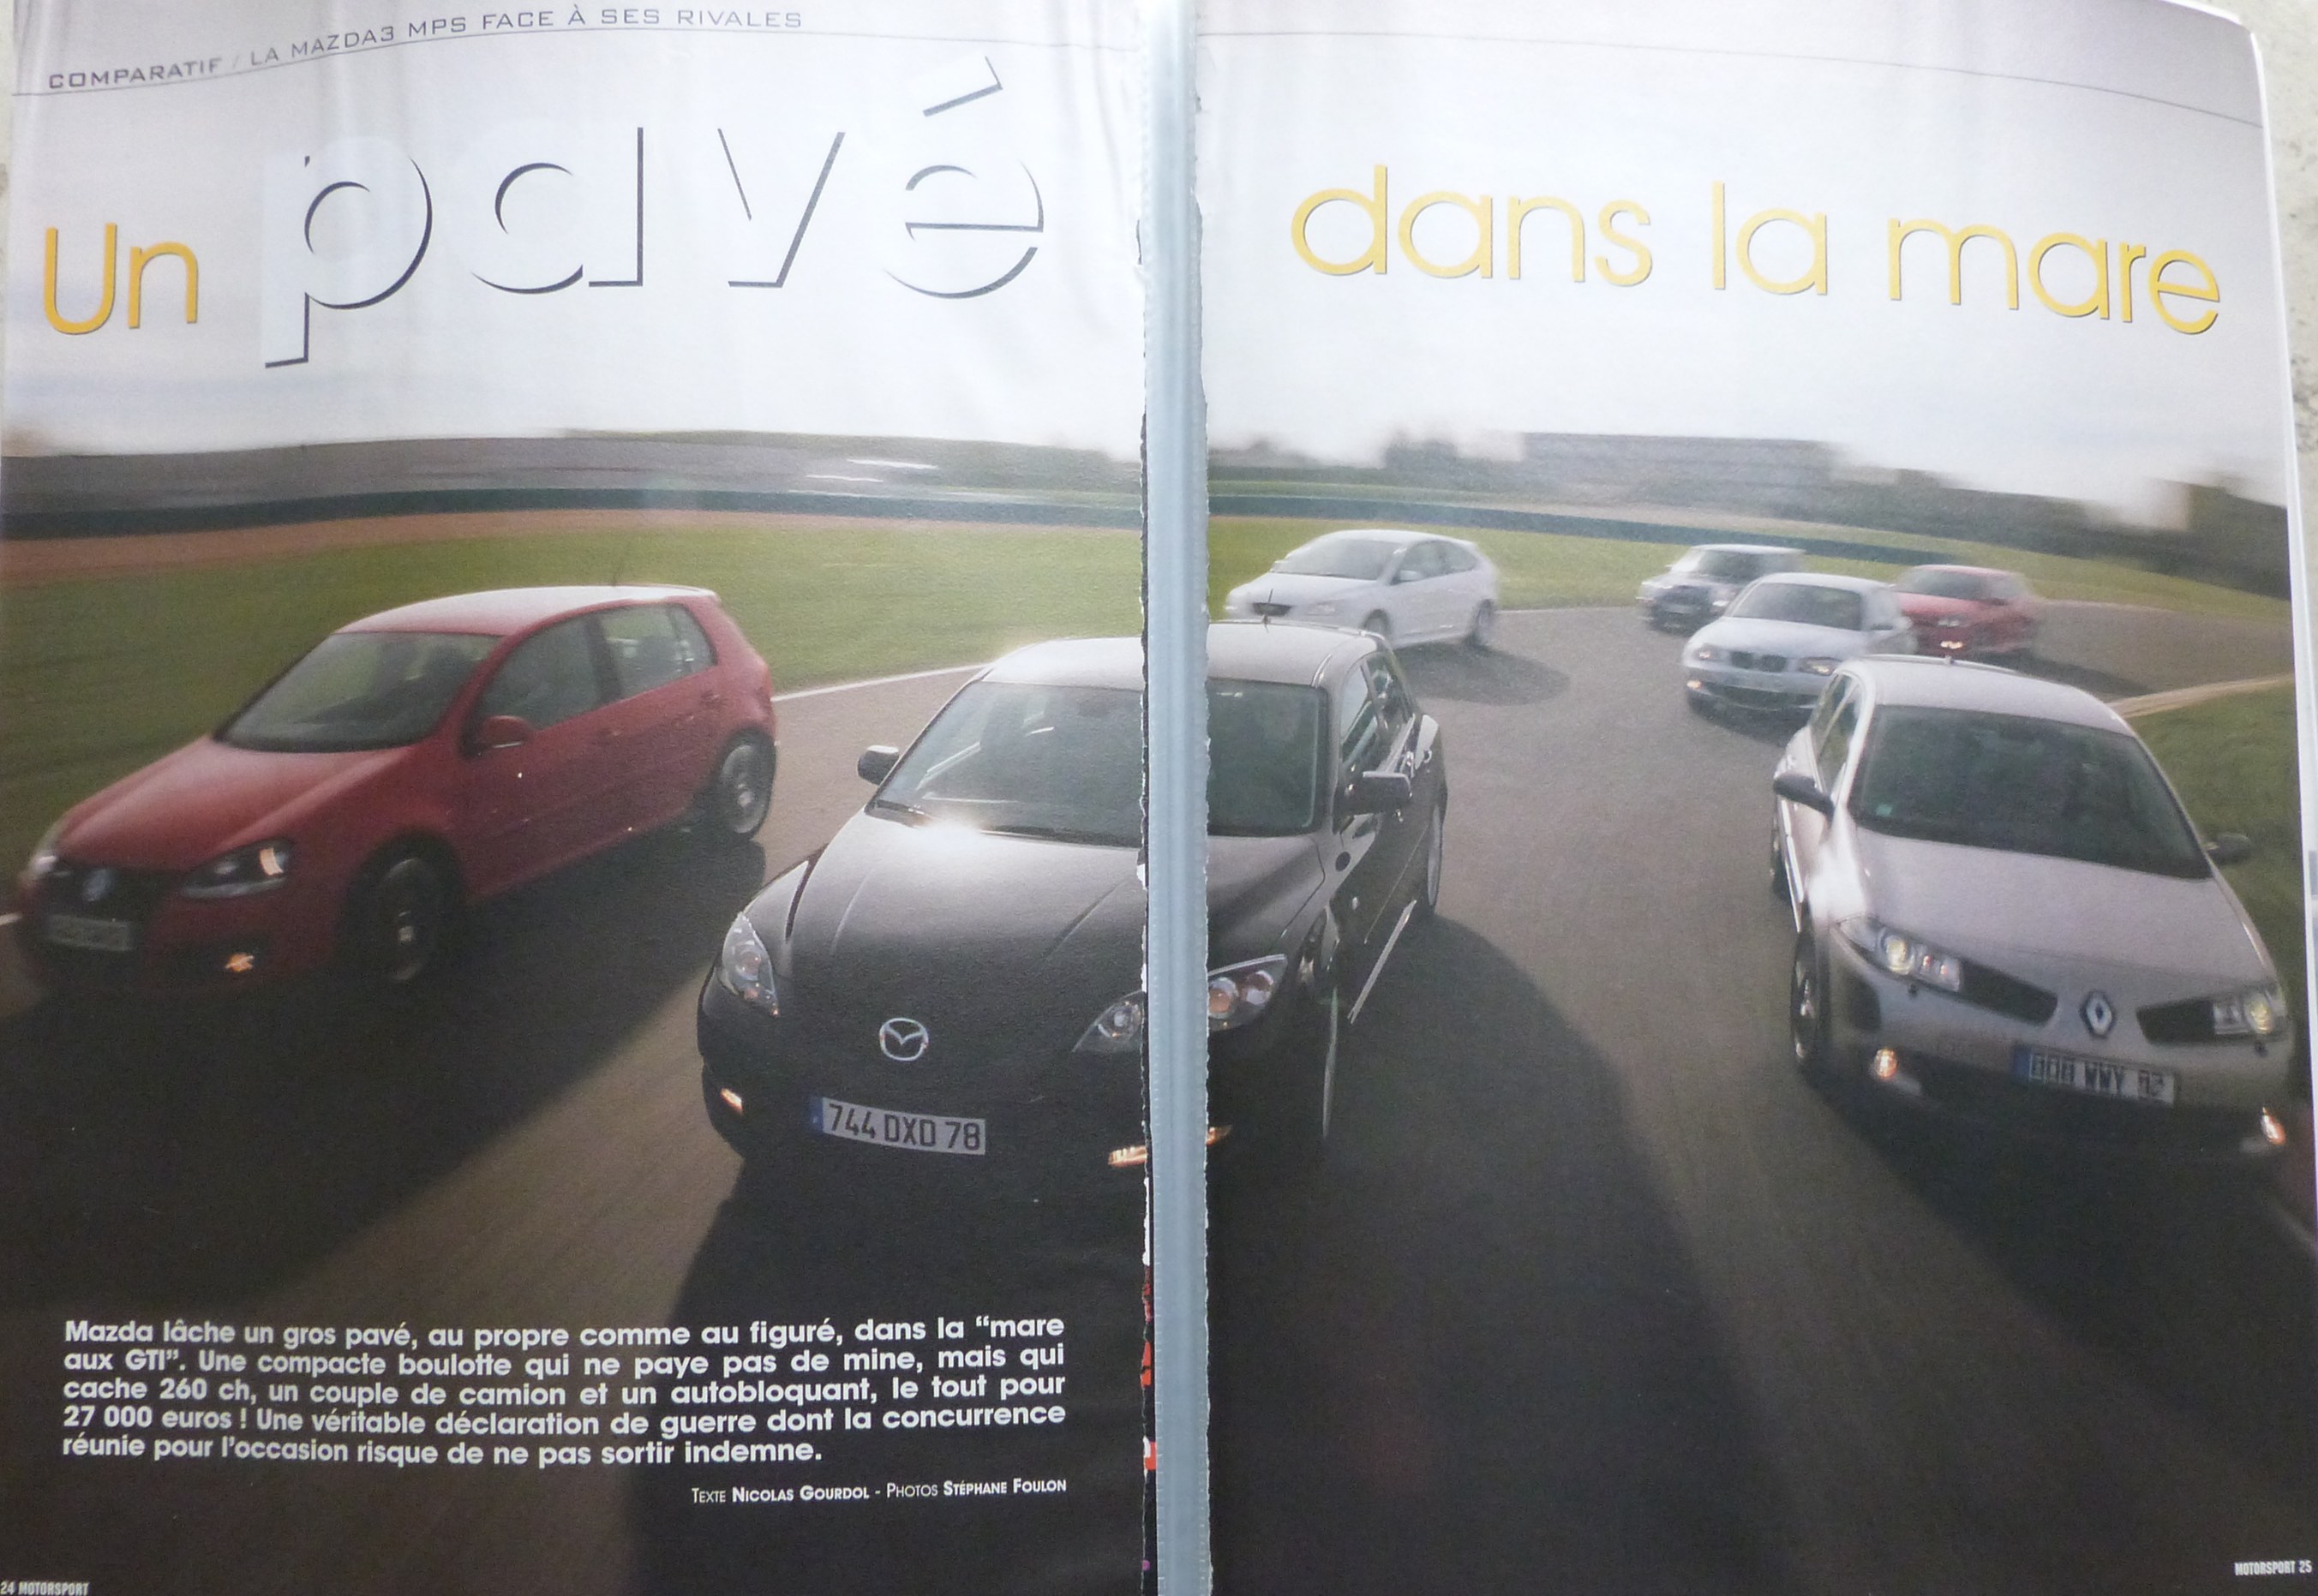 COMPARATIF / LA MAZDA3 MPS FACE À SES RIVALES
Un pavé dans la mare
744 DXD 78
Mazda lâche un gros pavé, au propre comme au figuré, dans la “mare
aux GTI”. Une compacte boulotte qui ne paye pas de mine, mais qui
cache 260 ch, un couple de camion et un autobloquant, le tout pour
27 000 euros ! Une véritable déclaration de guerre dont la concurrence
réunie pour l’occasion risque de ne pas sortir indemne.
TEXTE NICOLAS GOURDOL - PHOTOS STÉPHANE FOULON
24 MOTORSPORT
MOTORSPORT 25